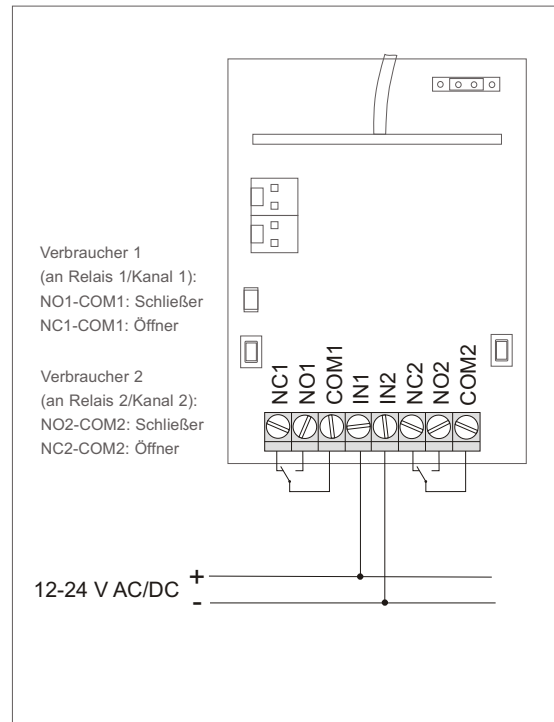 Verbraucher 1
(an Relais 1/Kanal 1):
NO1-COM1: Schließer
NC1-COM1: Öffner
Verbraucher 2
(an Relais 2/Kanal 2):
NO2-COM2: Schließer
NC2-COM2: Öffner
NC1
NO1
COM1
IN1
IN2
NC2
NO2
COM2
+
12-24 V AC/DC
-